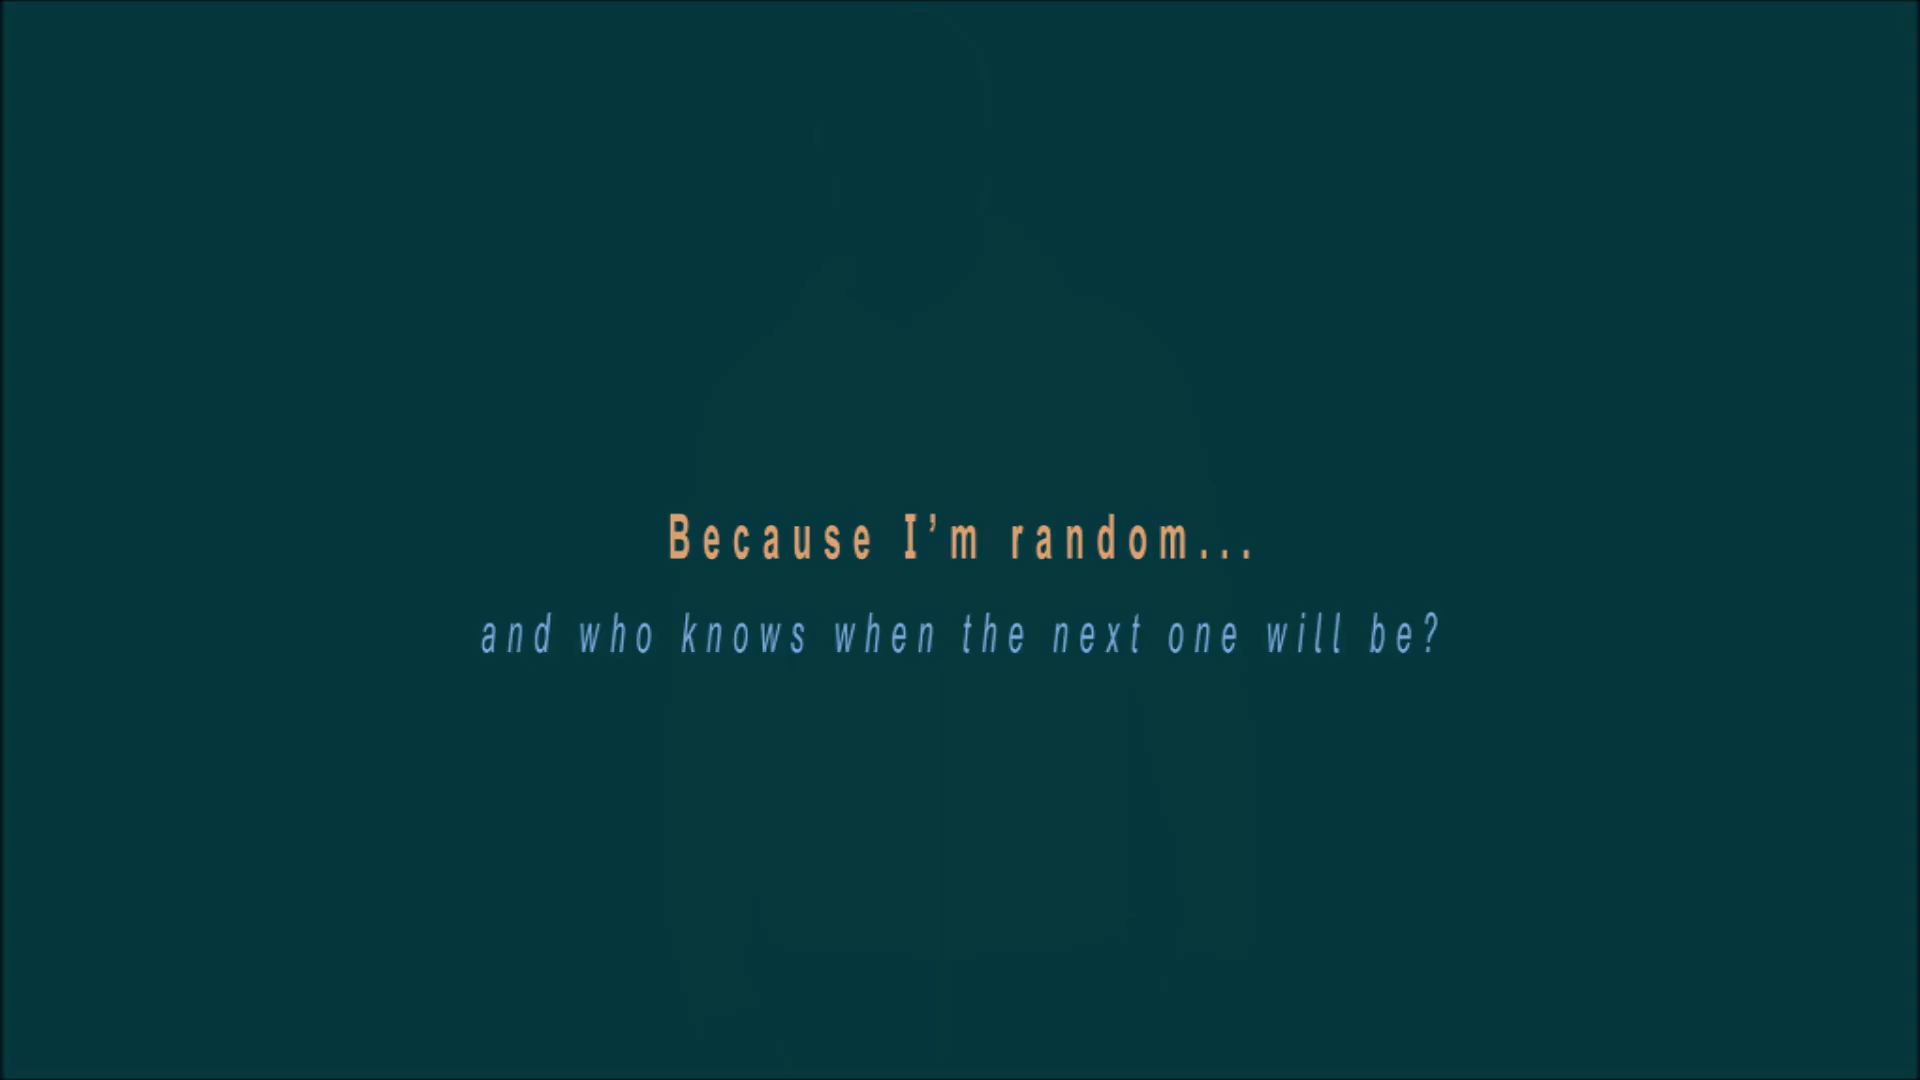 Because I’m random...
and who knows when the next one will be?